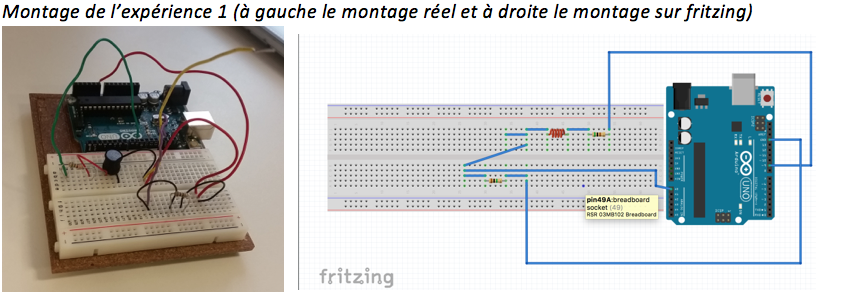 Montage de l’expérience 1 (à gauche le montage réel et à droite le montage sur fritzing)
pin49A:breadboard
socket (49)
RSR 03MB102 Breadboard
ARDUINO
UNO
fritzing